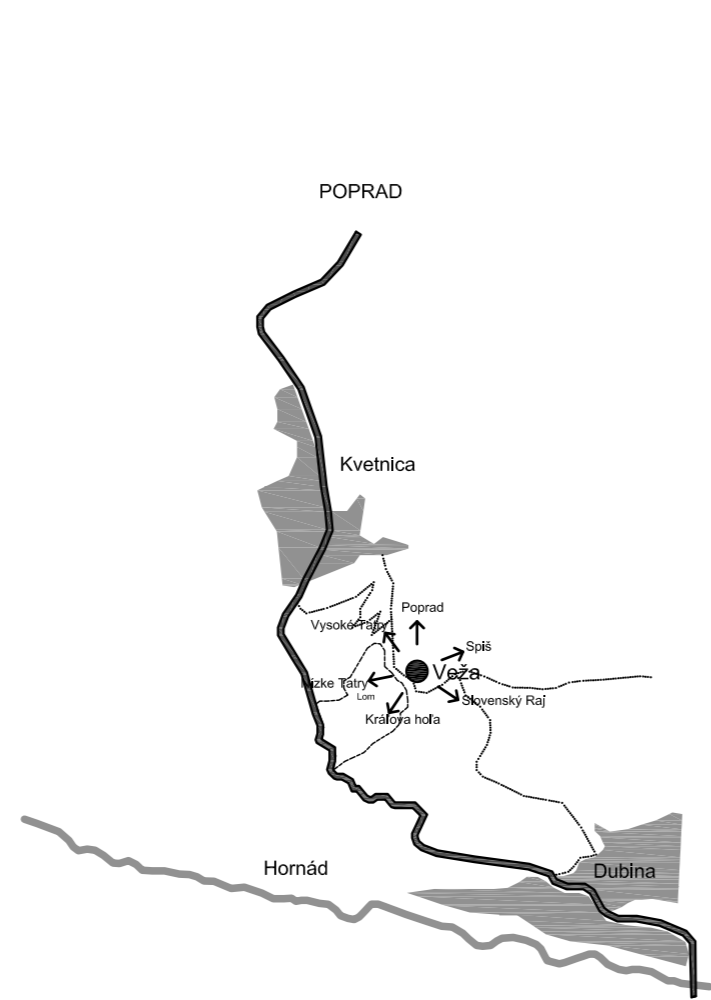 POPRAD
Kvetnica
Poprad
Vysoké Tatry
Spiš
Veža
Nízke Tatry
Lom
Slovenský Raj
Kráľova hoľa
Hornád
Dubina